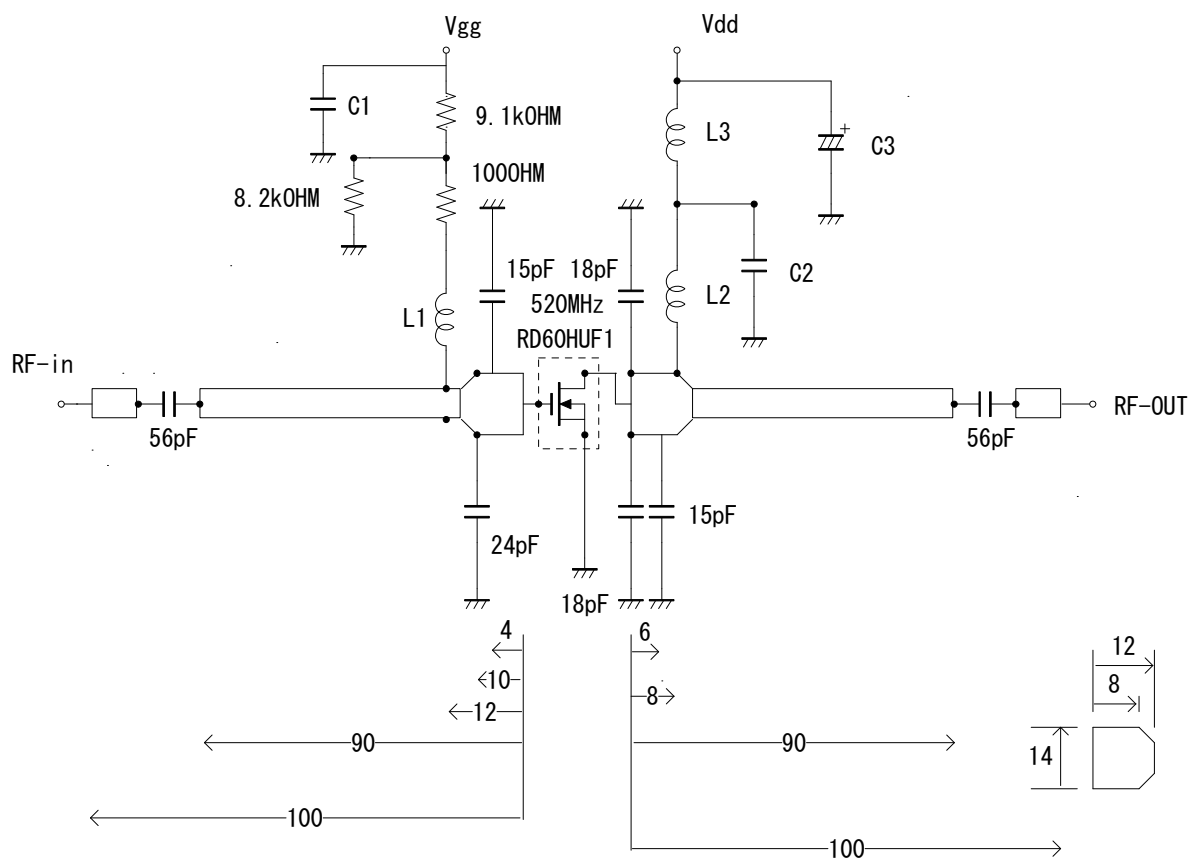 Vgg
Vdd
C1
9.1kOHM
L3
C3
+
8.2kOHM
100OHM
15pF
18pF
C2
L1
520MHz
L2
RD60HUF1
RF-in
RF-OUT
56pF
56pF
24pF
15pF
18pF
4
6
12
10
8
8
12
90
90
14
100
100